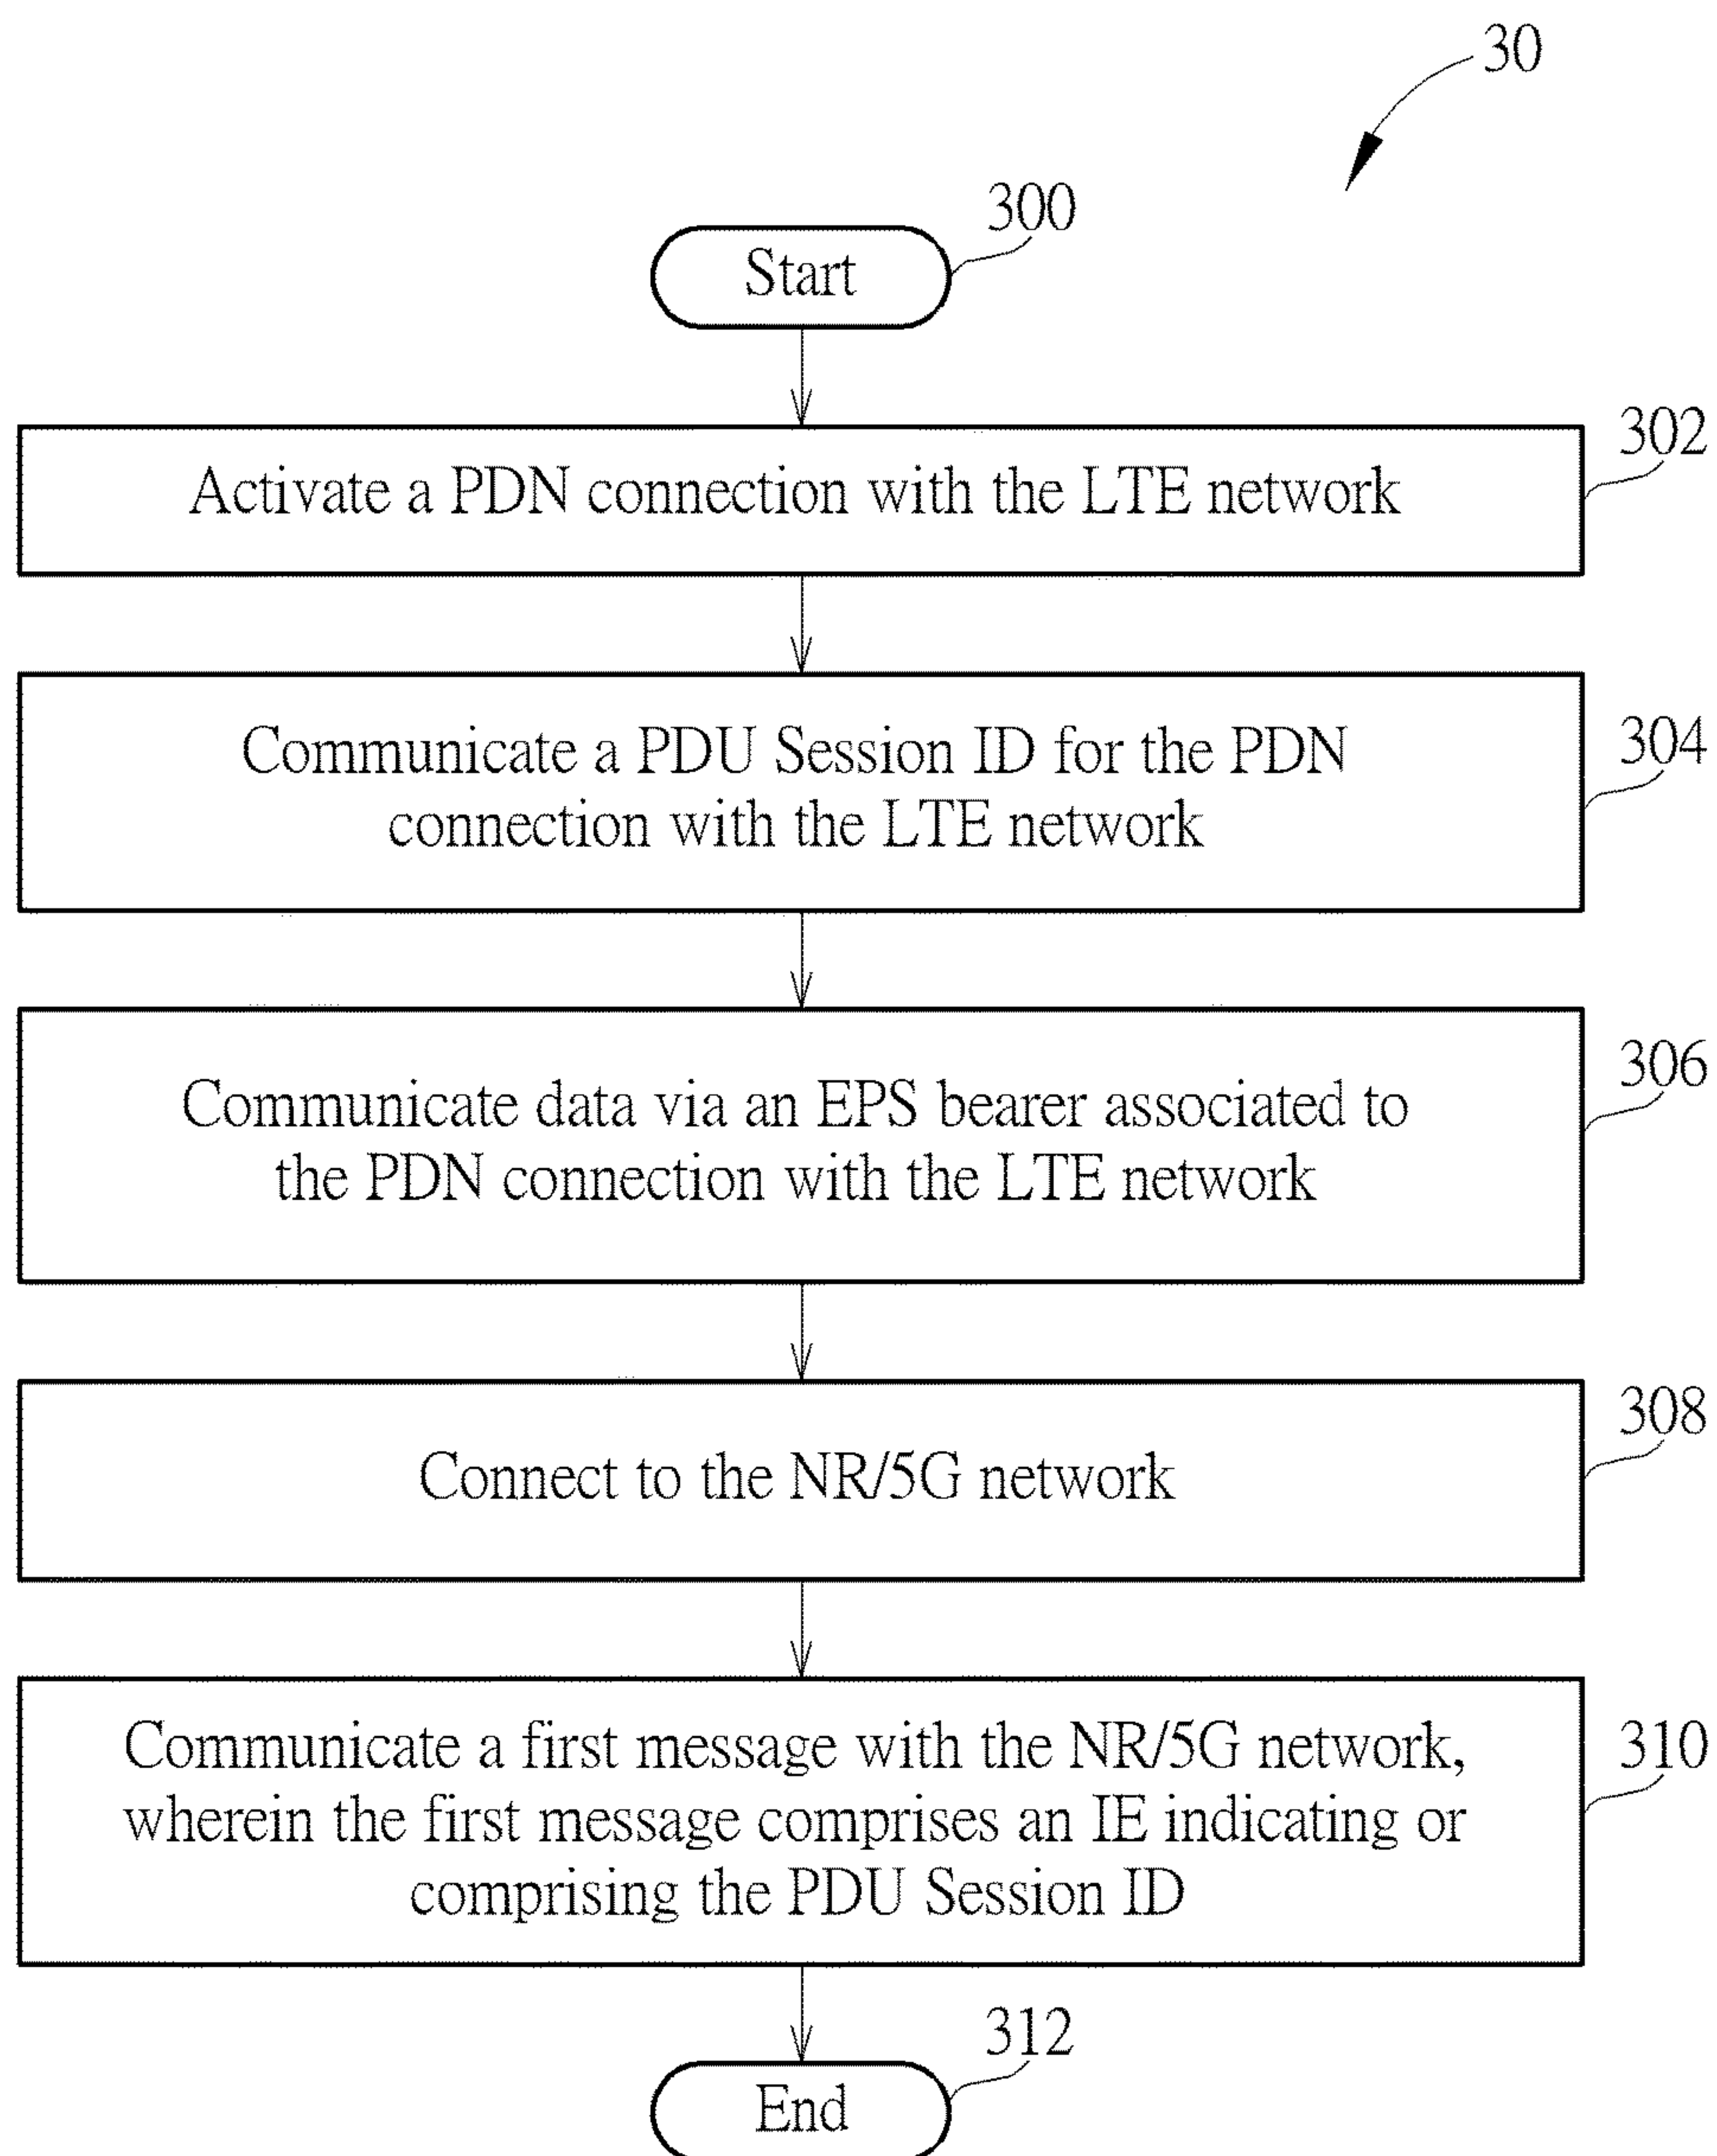 30
300
Start
302
Activate a PDN connection with the LTE network
304
Communicate a PDU Session ID for the PDN
connection with the LTE network
306
Communicate data via an EPS bearer associated to
the PDN connection with the LTE network
308
Connect to the NR/5G network
310
Communicate a first message with the NR/5G network,
wherein the first message comprises an IE indicating or
comprising the PDU Session ID
312
End